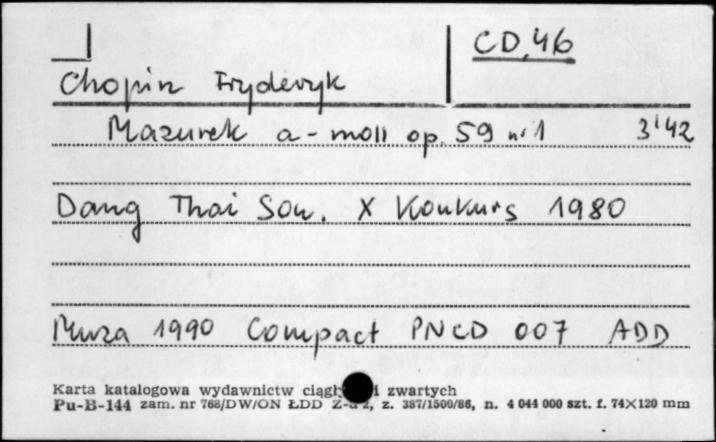 CD 46
Chopin Fryderyk
Mazurek a-moll op. 59 nr 1 3'42
Dang Thai Son. X Konkurs 1980
Muza 1990 Compact PNCD 007 ADD
Karta katalogowa wydawnictw i zwartych
Pu-B-144 zam. nr 768/DW/ON ŁDD z. 387/1500/86, n. 4 044 000 szt. f. 74X120 mm